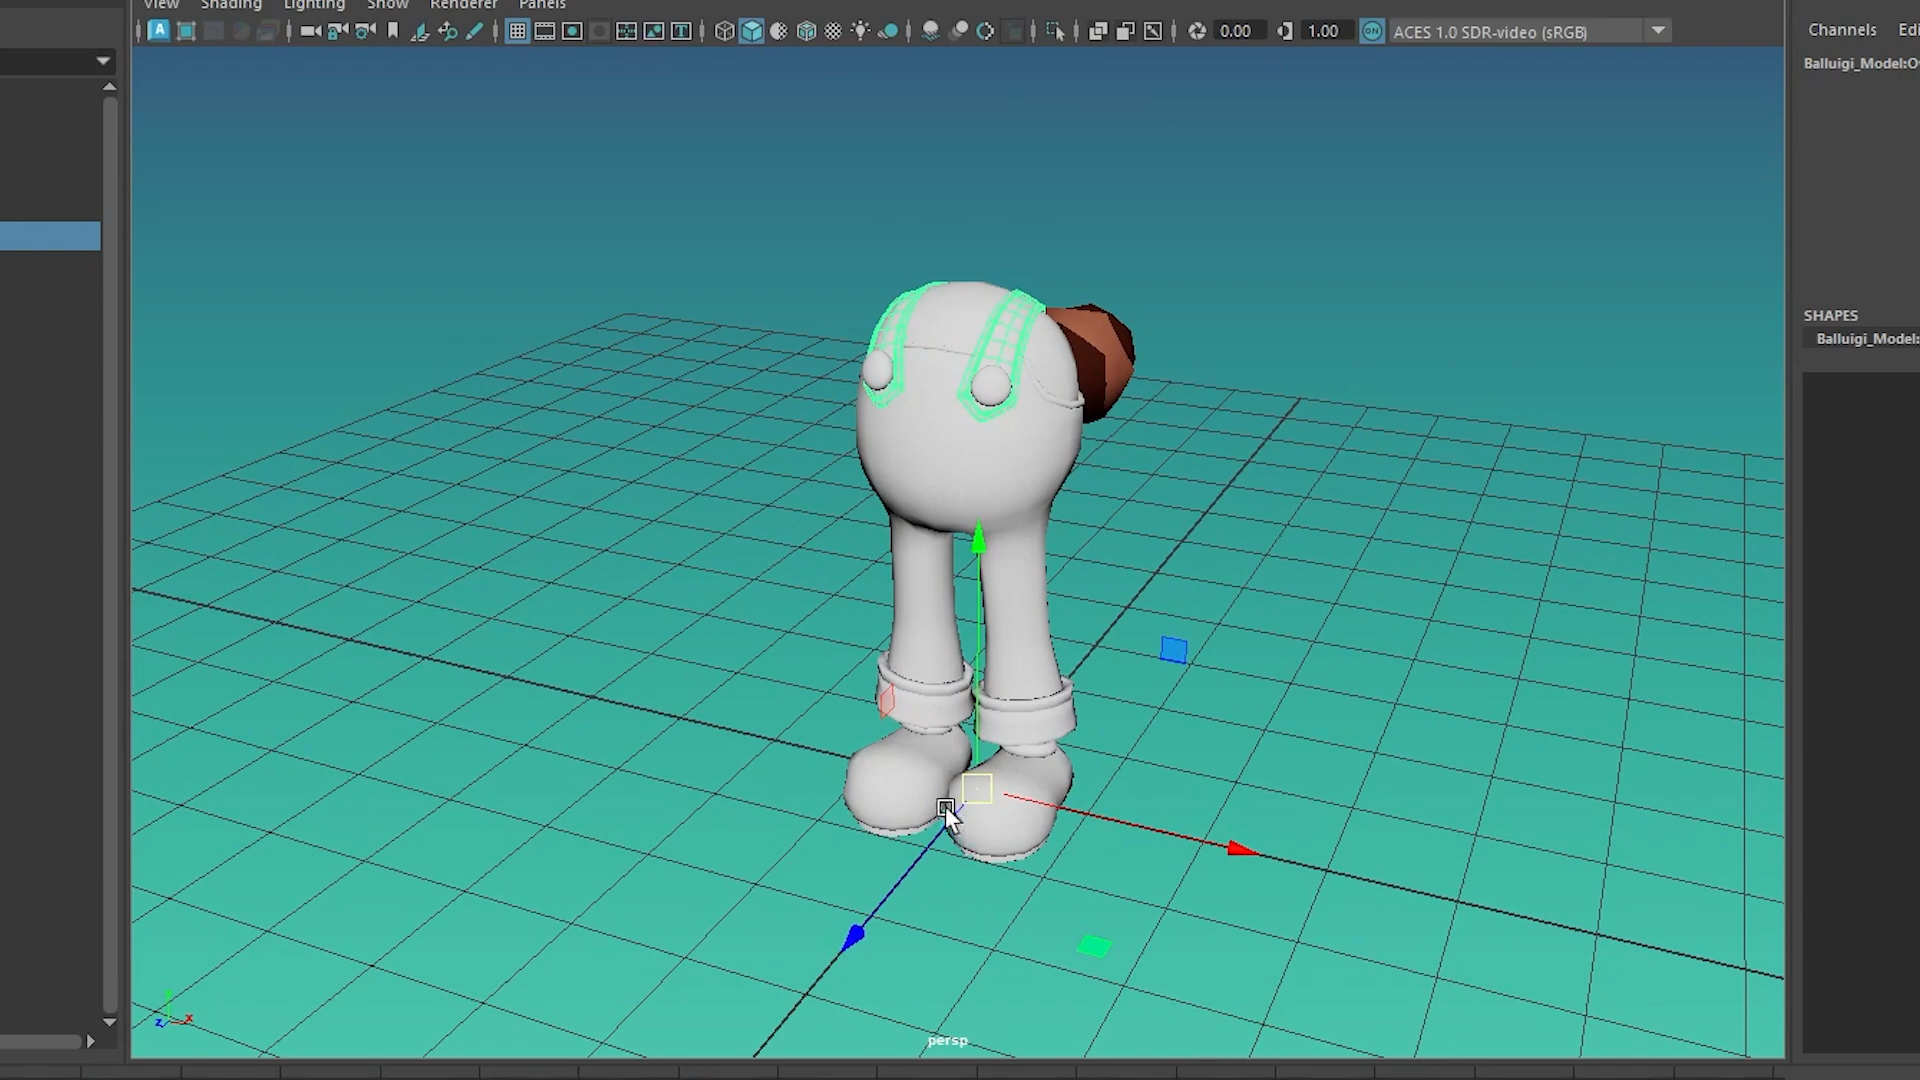 View Shading Lighting Show Renderer Panels
A T 0.00 1.00 ON ACES 1.0 SDR-video (sRGB)
Channels Edi
Balluigi_Model:O
SHAPES
Balluigi_Model:
y
z x
persp